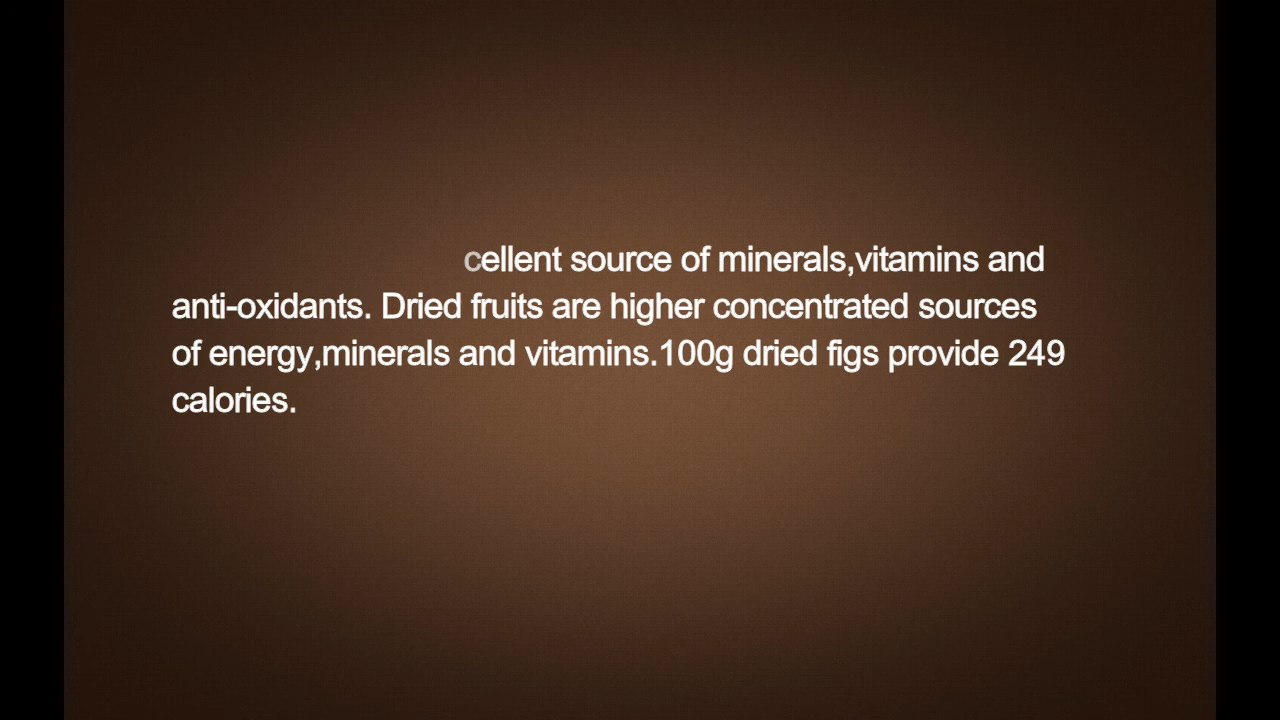 cellent source of minerals,vitamins and
anti-oxidants. Dried fruits are higher concentrated sources
of energy,minerals and vitamins.100g dried figs provide 249
calories.